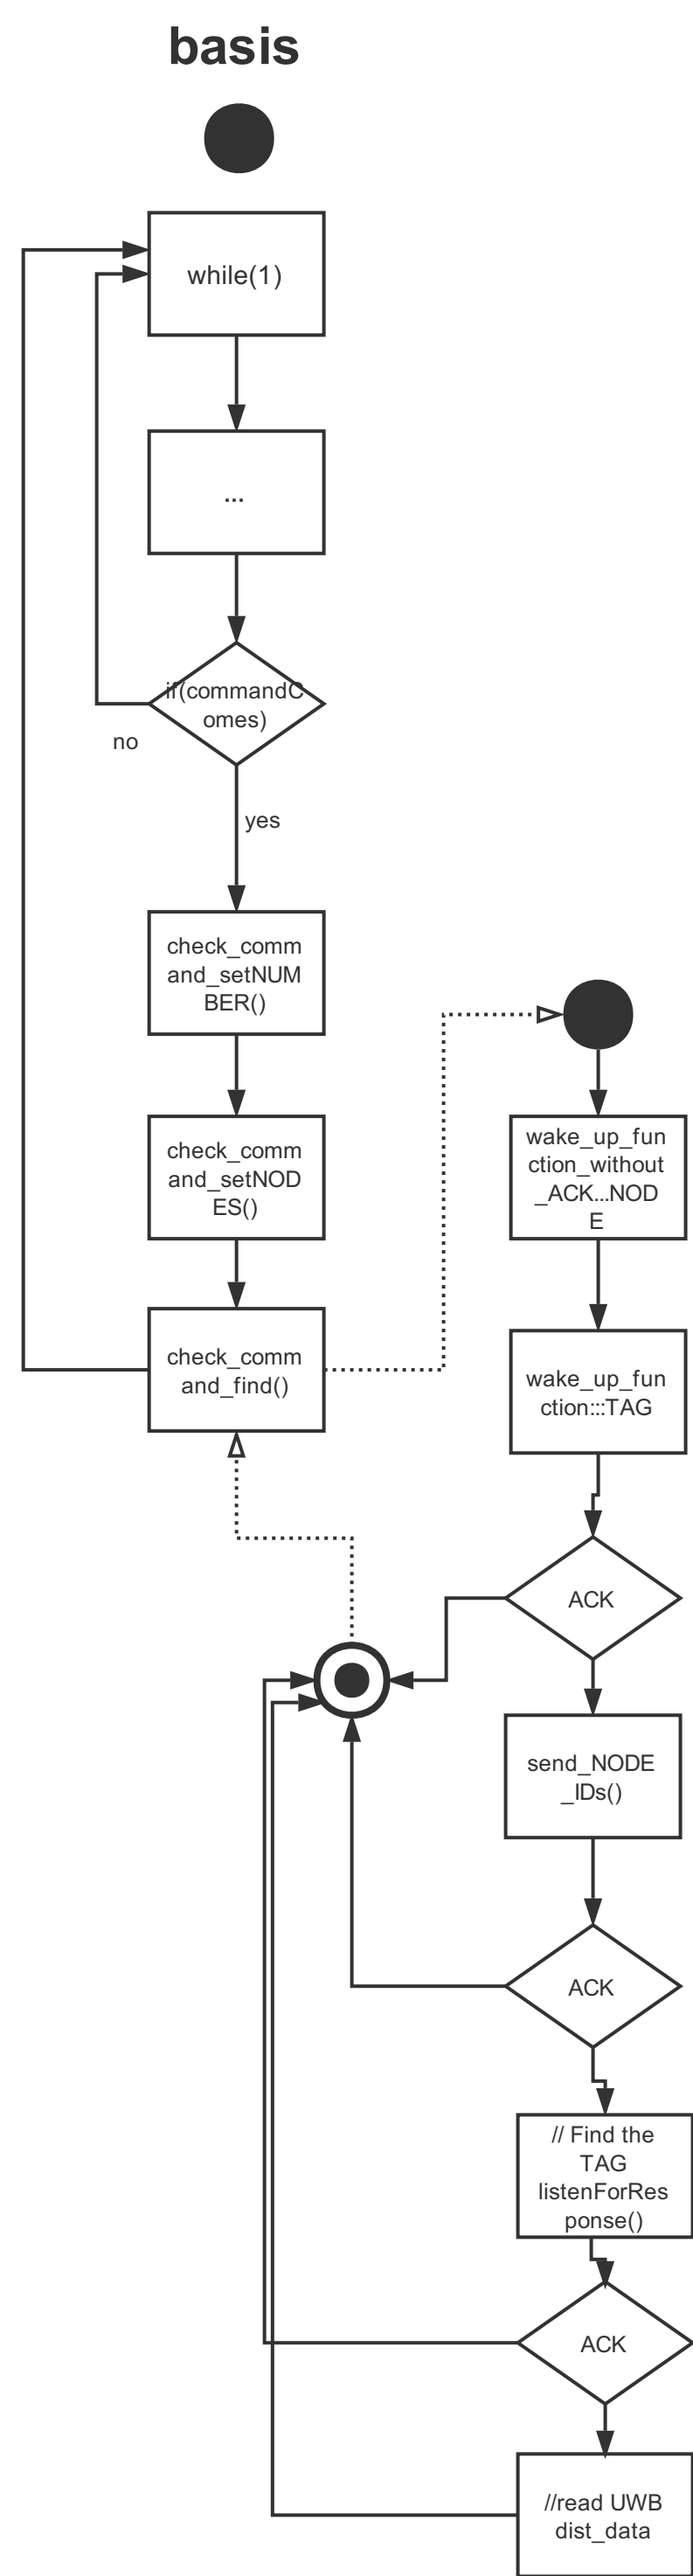 basis
while(1)
...
if(commandC
omes)
no
yes
check_comm
and_setNUM
BER()
check_comm
and_setNOD
ES()
check_comm
and_find()
wake_up_fun
ction_without
_ACK...NOD
E
wake_up_fun
ction:::TAG
ACK
send_NODE
_IDs()
ACK
// Find the
TAG
listenForRes
ponse()
ACK
//read UWB
dist_data